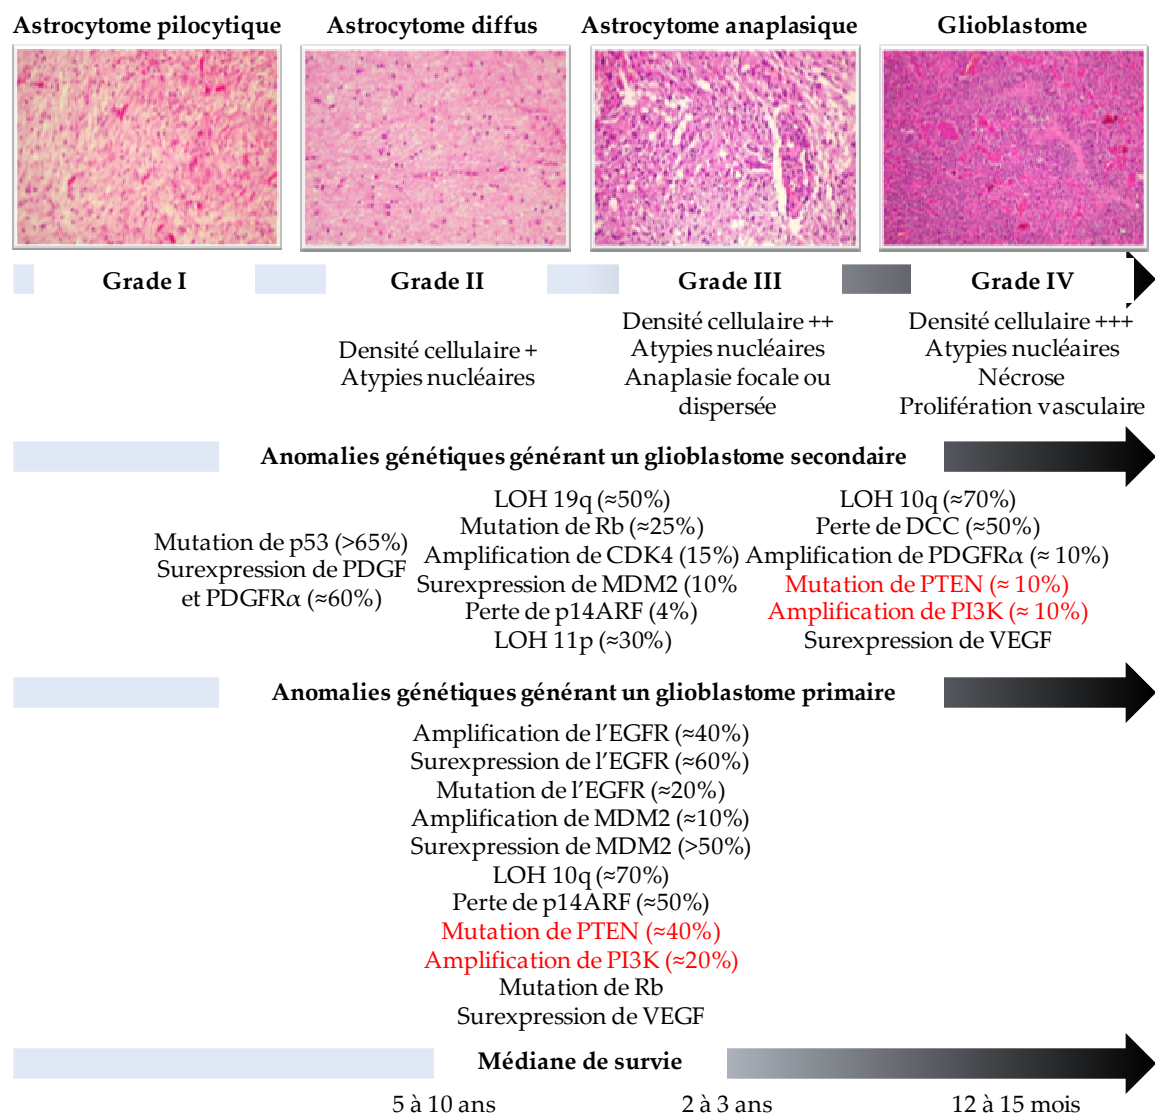 Astrocytome pilocytique
Astrocytome diffus
Astrocytome anaplasique
Glioblastome
Grade I
Grade II
Grade III
Grade IV
Densité cellulaire +
Atypies nucléaires
Densité cellulaire ++
Atypies nucléaires
Anaplasie focale ou
dispersée
Densité cellulaire +++
Atypies nucléaires
Nécrose
Prolifération vasculaire
Anomalies génétiques générant un glioblastome secondaire
Mutation de p53 (>65%)
Surexpression de PDGF
et PDGFRα (≈60%)
LOH 19q (≈50%)
Mutation de Rb (≈25%)
Amplification de CDK4 (15%)
Surexpression de MDM2 (10%
Perte de p14ARF (4%)
LOH 11p (≈30%)
LOH 10q (≈70%)
Perte de DCC (≈50%)
Amplification de PDGFRα (≈ 10%)
Mutation de PTEN (≈ 10%)
Amplification de PI3K (≈ 10%)
Surexpression de VEGF
Anomalies génétiques générant un glioblastome primaire
Amplification de l'EGFR (≈40%)
Surexpression de l'EGFR (≈60%)
Mutation de l'EGFR (≈20%)
Amplification de MDM2 (≈10%)
Surexpression de MDM2 (>50%)
LOH 10q (≈70%)
Perte de p14ARF (≈50%)
Mutation de PTEN (≈40%)
Amplification de PI3K (≈20%)
Mutation de Rb
Surexpression de VEGF
Médiane de survie
5 à 10 ans
2 à 3 ans
12 à 15 mois